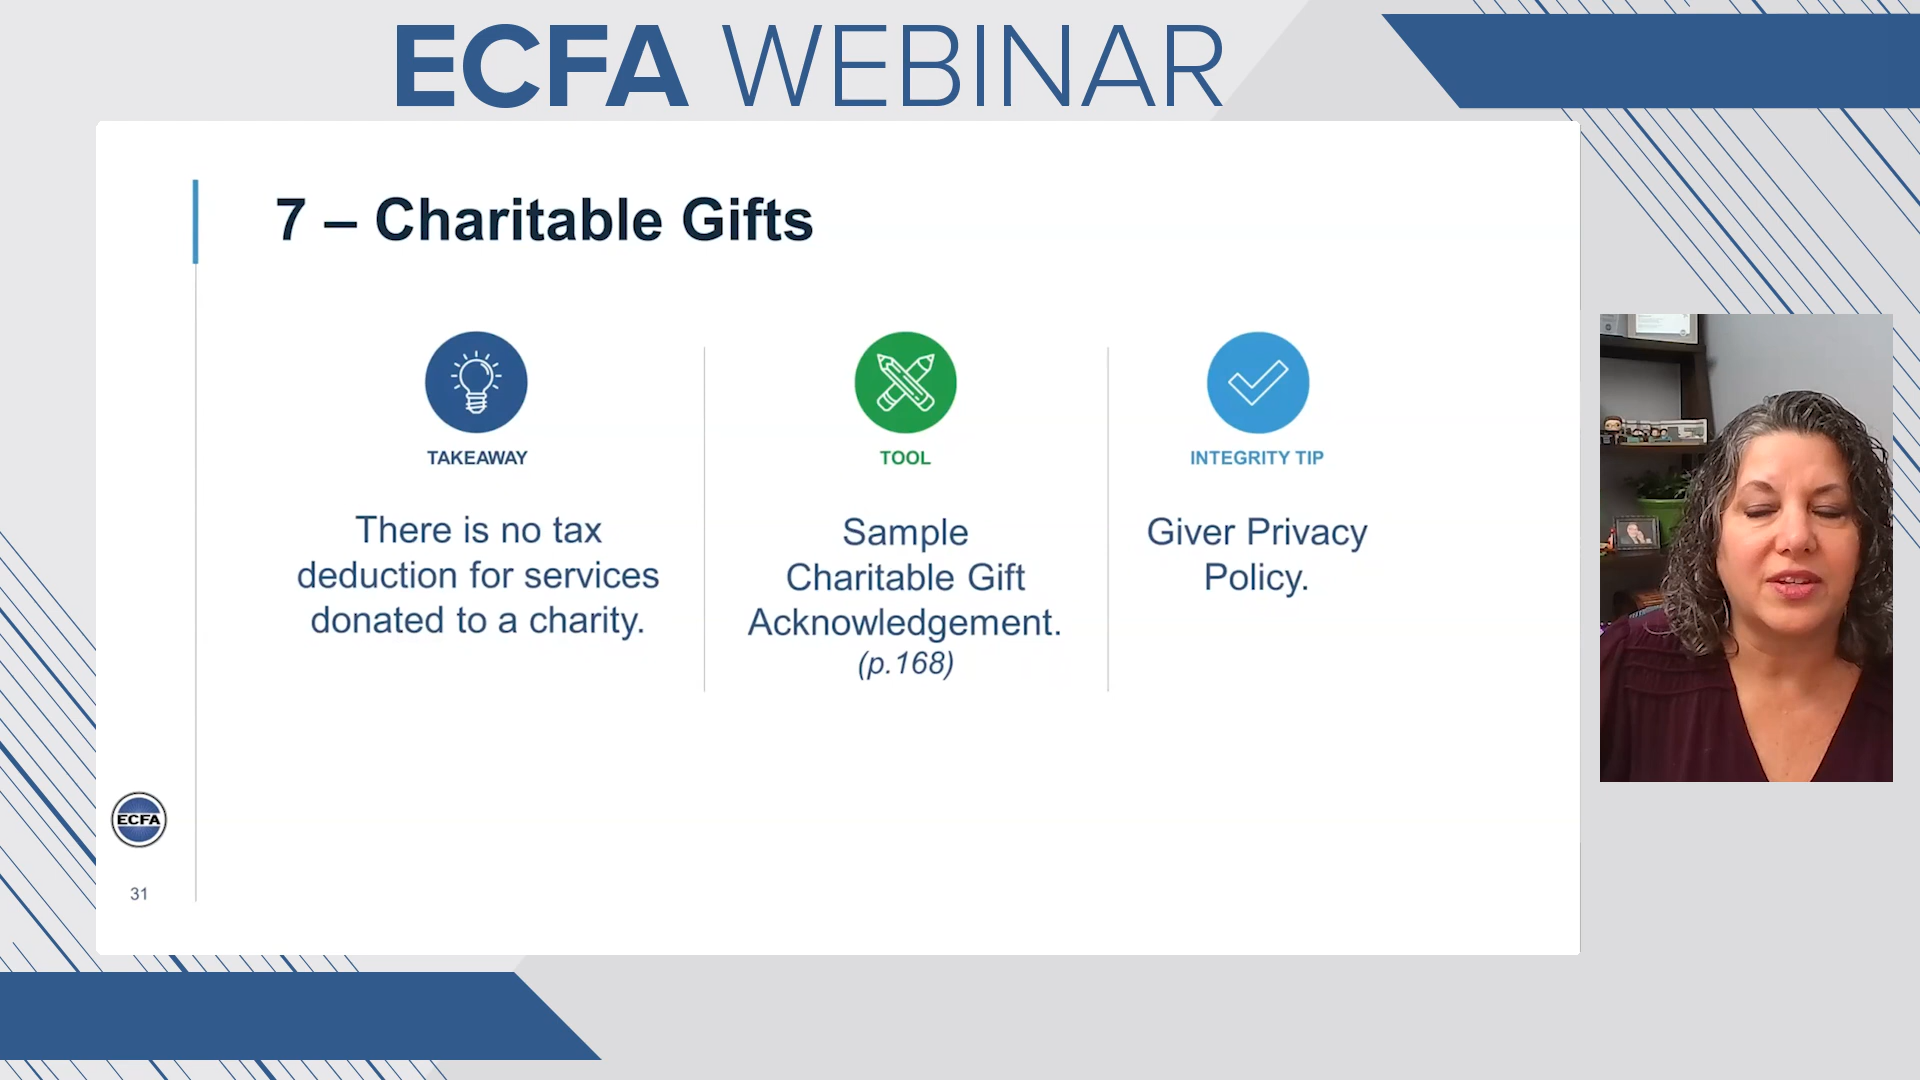 ECFA WEBINAR
7 – Charitable Gifts
TAKEAWAY
There is no tax
deduction for services
donated to a charity.
TOOL
Sample
Charitable Gift
Acknowledgement.
(p.168)
INTEGRITY TIP
Giver Privacy
Policy.
ECFA
31